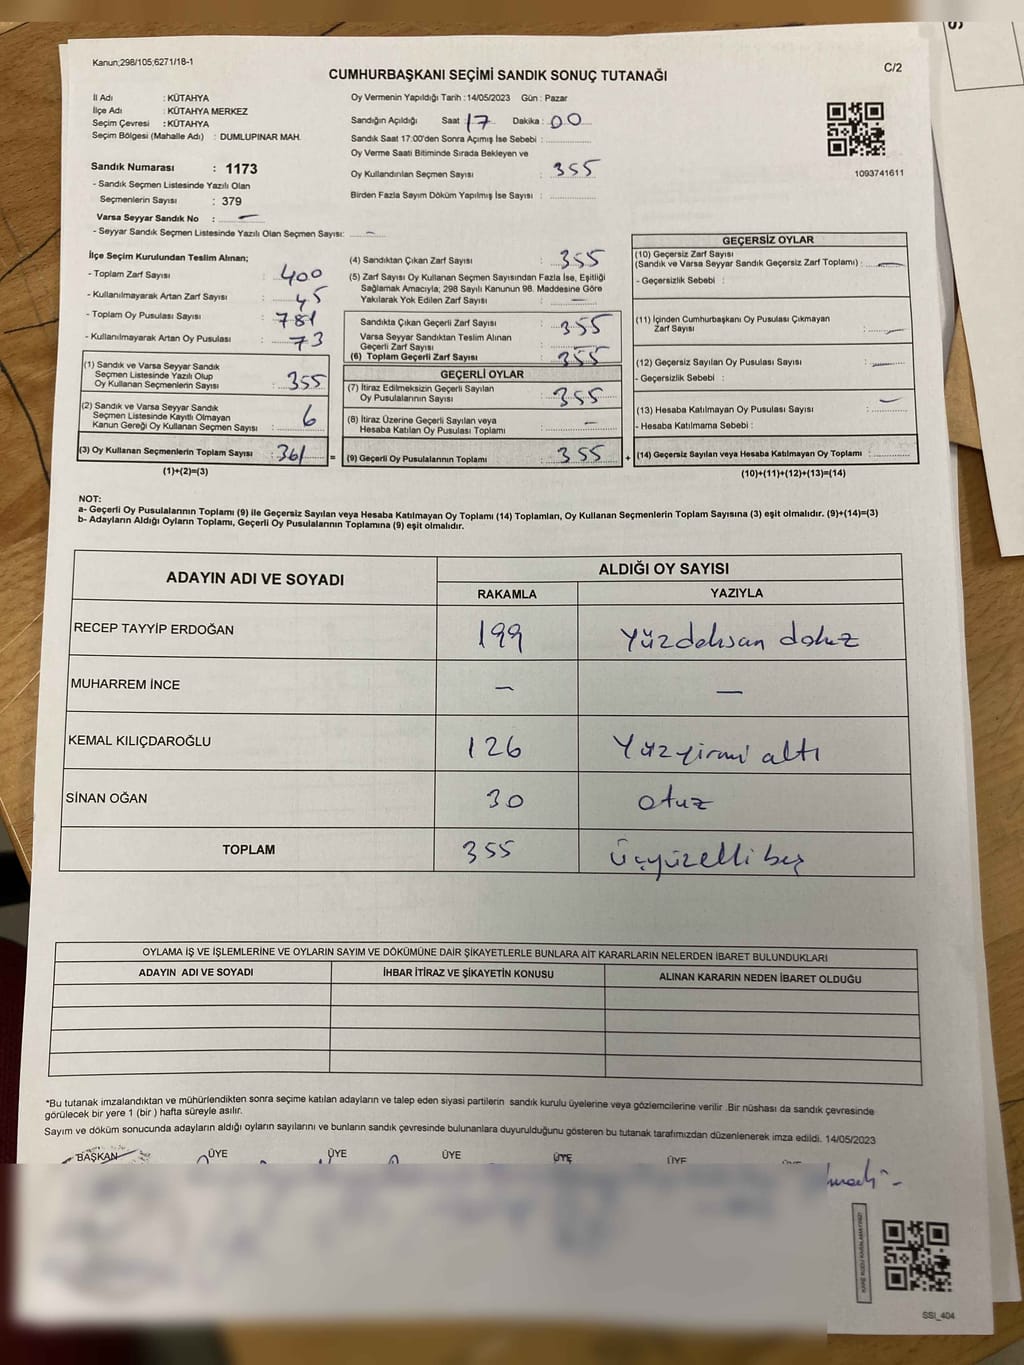 Kanun;298/105;6271/18-1
CUMHURBAŞKANI SEÇİMİ SANDIK SONUÇ TUTANAĞI
C/2
İl Adı : KÜTAHYA
İlçe Adı : KÜTAHYA MERKEZ
Seçim Çevresi : KÜTAHYA
Seçim Bölgesi (Mahalle Adı) : DUMLUPINAR MAH.
Sandık Numarası : 1173
- Sandık Seçmen Listesinde Yazılı Olan
Seçmenlerin Sayısı : 379
Varsa Seyyar Sandık No : —
- Seyyar Sandık Seçmen Listesinde Yazılı Olan Seçmen Sayısı: —
Oy Vermenin Yapıldığı Tarih :14/05/2023 Gün : Pazar
Sandığın Açıldığı Saat : 17 Dakika : 00
Sandık Saat 17.00'den Sonra Açımış İse Sebebi :
Oy Verme Saati Bitiminde Sırada Bekleyen ve
Oy Kullandırılan Seçmen Sayısı : 355
Birden Fazla Sayım Döküm Yapılmış İse Sayısı :
1093741611
İlçe Seçim Kurulundan Teslim Alınan;
- Toplam Zarf Sayısı : 400
- Kullanılmayarak Artan Zarf Sayısı : 45
- Toplam Oy Pusulası Sayısı : 781
- Kullanılmayarak Artan Oy Pusulası : 73
(1) Sandık ve Varsa Seyyar Sandık
Seçmen Listesinde Yazılı Olup
Oy Kullanan Seçmenlerin Sayısı : 355
(2) Sandık ve Varsa Seyyar Sandık
Seçmen Listesinde Kayıtlı Olmayan
Kanun Gereği Oy Kullanan Seçmen Sayısı : 6
(3) Oy Kullanan Seçmenlerin Toplam Sayısı : 361
(1)+(2)=(3)
=
(4) Sandıktan Çıkan Zarf Sayısı : 355
(5) Zarf Sayısı Oy Kullanan Seçmen Sayısından Fazla İse, Eşitliği
Sağlamak Amacıyla; 298 Sayılı Kanunun 98. Maddesine Göre
Yakılarak Yok Edilen Zarf Sayısı : —
Sandıkta Çıkan Geçerli Zarf Sayısı : 355
Varsa Seyyar Sandıktan Teslim Alınan
Geçerli Zarf Sayısı :
(6) Toplam Geçerli Zarf Sayısı : 355
GEÇERLİ OYLAR
(7) İtiraz Edilmeksizin Geçerli Sayılan
Oy Pusulalarının Sayısı : 355
(8) İtiraz Üzerine Geçerli Sayılan veya
Hesaba Katılan Oy Pusulası Toplamı : —
(9) Geçerli Oy Pusulalarının Toplamı : 355
+
GEÇERSİZ OYLAR
(10) Geçersiz Zarf Sayısı
(Sandık ve Varsa Seyyar Sandık Geçersiz Zarf Toplamı) : —
- Geçersizlik Sebebi :
(11) İçinden Cumhurbaşkanı Oy Pusulası Çıkmayan
Zarf Sayısı : —
(12) Geçersiz Sayılan Oy Pusulası Sayısı : —
- Geçersizlik Sebebi :
(13) Hesaba Katılmayan Oy Pusulası Sayısı : —
- Hesaba Katılmama Sebebi :
(14) Geçersiz Sayılan veya Hesaba Katılmayan Oy Toplamı :
(10)+(11)+(12)+(13)=(14)
NOT:
a- Geçerli Oy Pusulalarının Toplamı (9) ile Geçersiz Sayılan veya Hesaba Katılmayan Oy Toplamı (14) Toplamları, Oy Kullanan Seçmenlerin Toplam Sayısına (3) eşit olmalıdır. (9)+(14)=(3)
b- Adayların Aldığı Oyların Toplamı, Geçerli Oy Pusulalarının Toplamına (9) eşit olmalıdır.
ADAYIN ADI VE SOYADI
ALDIĞI OY SAYISI
RAKAMLA YAZIYLA
RECEP TAYYİP ERDOĞAN 199 Yüzdoksan dokuz
MUHARREM İNCE — —
KEMAL KILIÇDAROĞLU 126 Yüzyirmi altı
SİNAN OĞAN 30 otuz
TOPLAM 355 Üçyüzelli beş
OYLAMA İŞ VE İŞLEMLERİNE VE OYLARIN SAYIM VE DÖKÜMÜNE DAİR ŞİKAYETLERLE BUNLARA AİT KARARLARIN NELERDEN İBARET BULUNDUKLARI
ADAYIN ADI VE SOYADI İHBAR İTİRAZ VE ŞİKAYETİN KONUSU ALINAN KARARIN NEDEN İBARET OLDUĞU
*Bu tutanak imzalandıktan ve mühürlendikten sonra seçime katılan adayların ve talep eden siyasi partilerin sandık kurulu üyelerine veya gözlemcilerine verilir .Bir nüshası da sandık çevresinde
görülecek bir yere 1 (bir ) hafta süreyle asılır.
Sayım ve döküm sonucunda adayların aldığı oyların sayılarını ve bunların sandık çevresinde bulunanlara duyurulduğunu gösteren bu tutanak tarafımızdan düzenlenerek imza edildi. 14/05/2023
BAŞKAN ÜYE ÜYE ÜYE ÜYE ÜYE
SSI_404